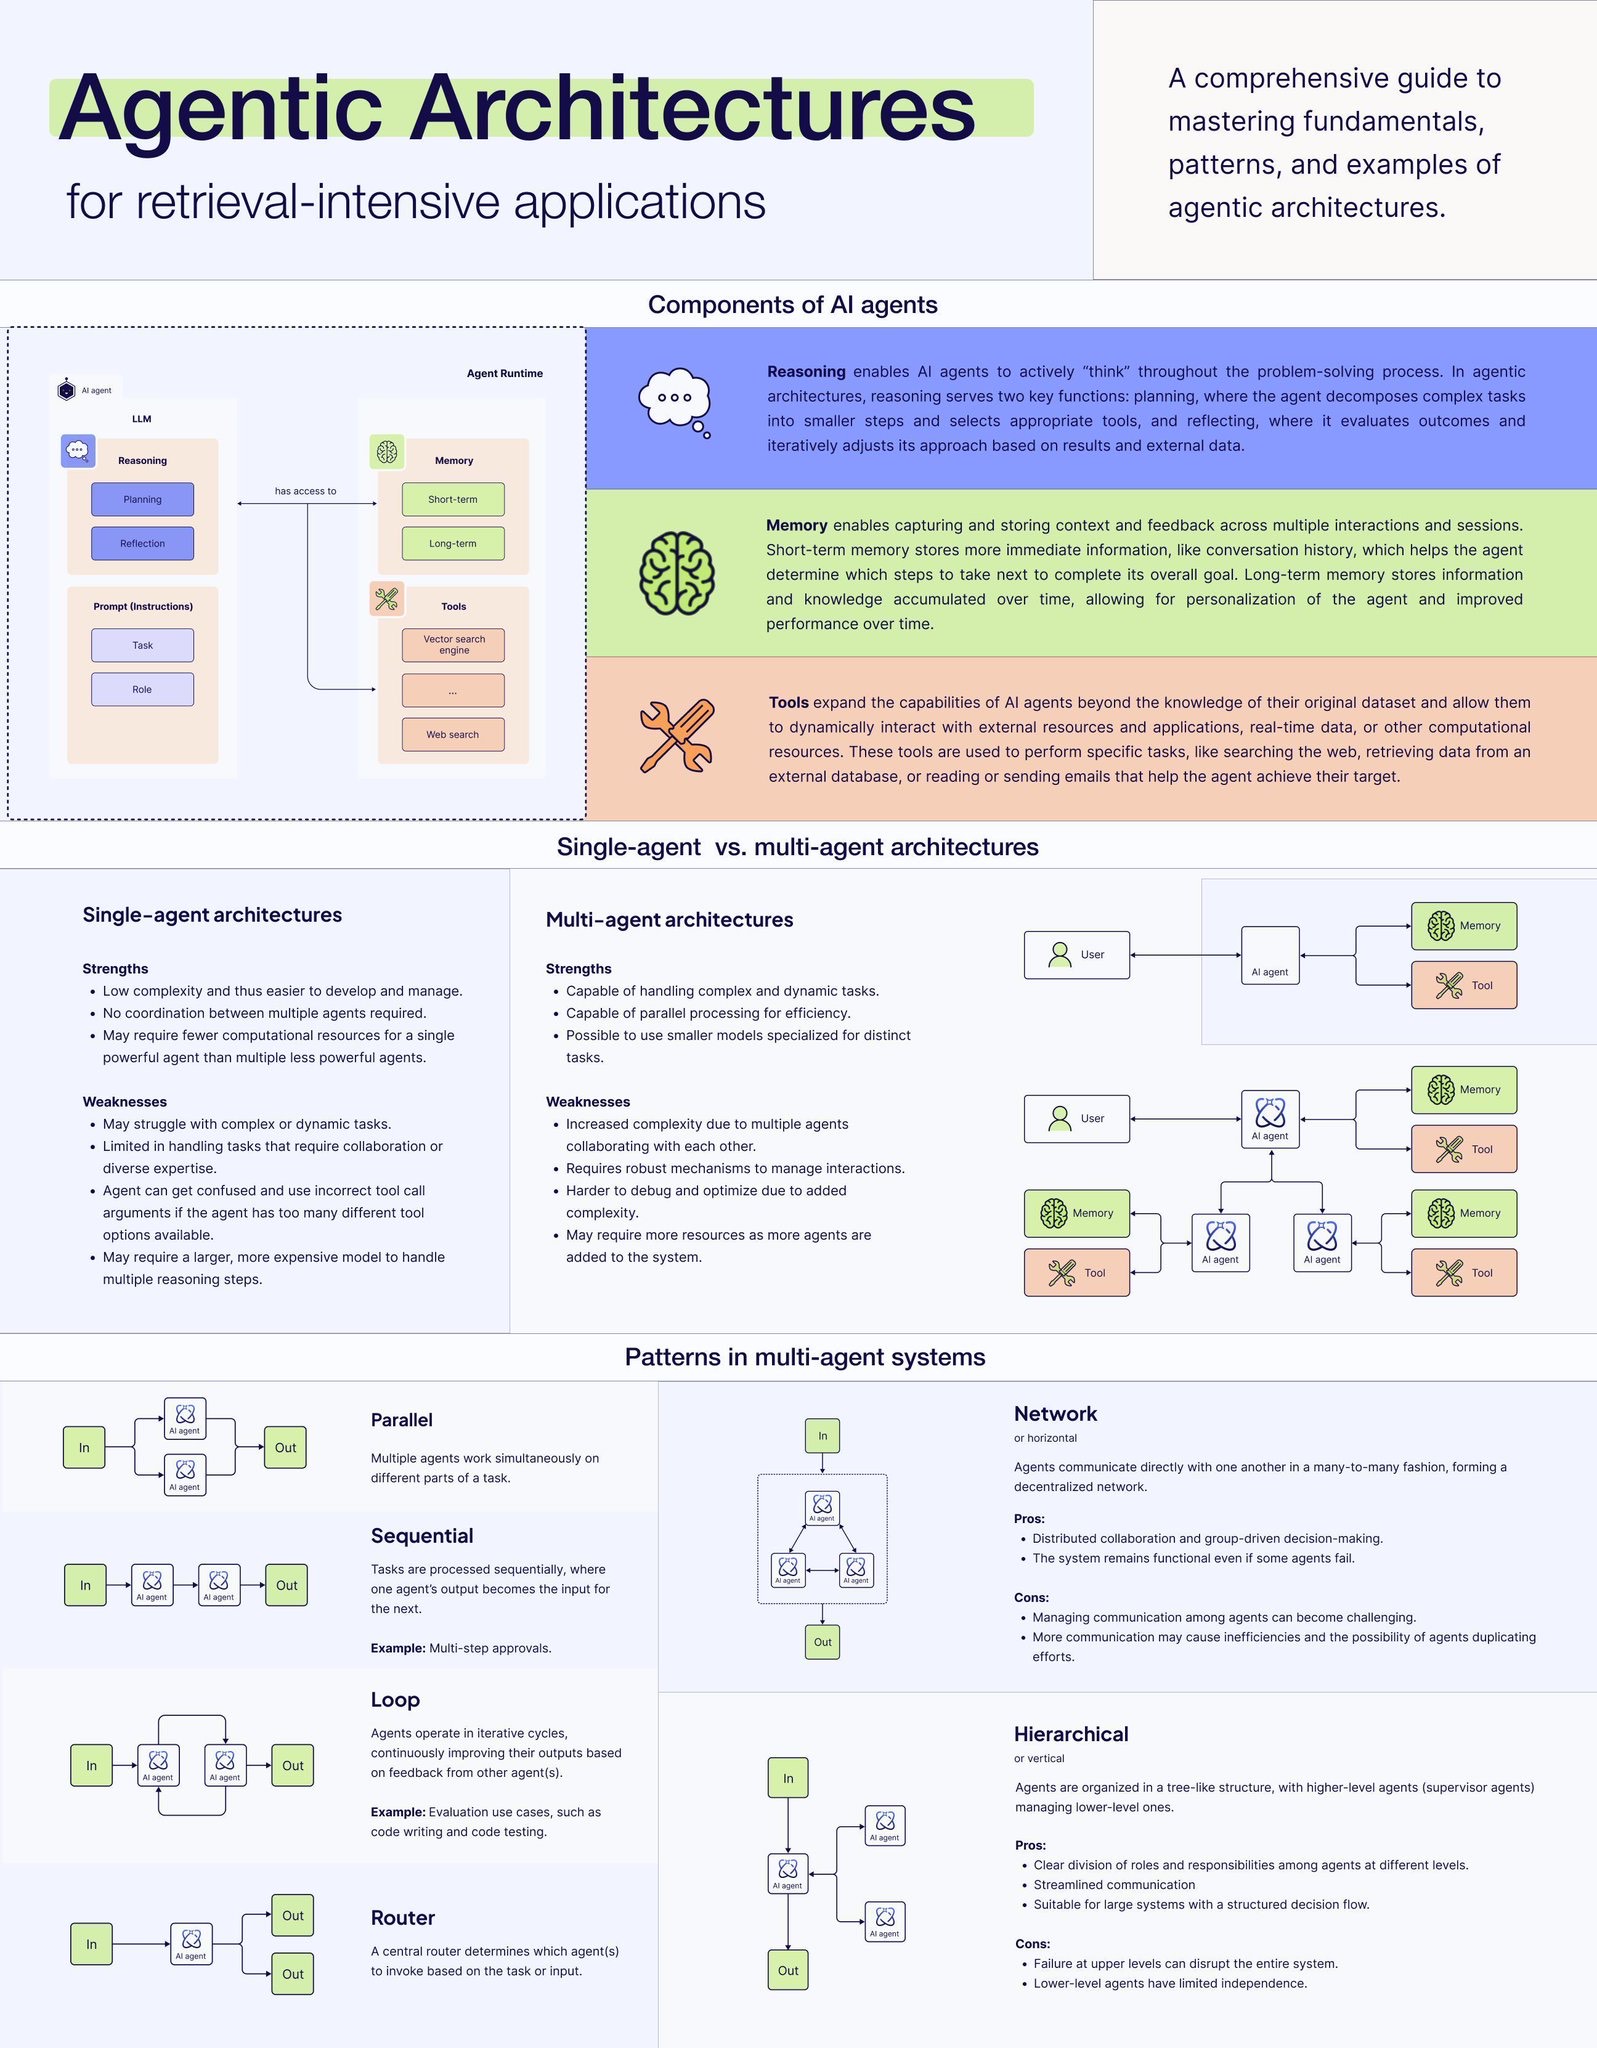 Agentic Architectures
for retrieval-intensive applications
A comprehensive guide to
mastering fundamentals,
patterns, and examples of
agentic architectures.
Components of AI agents
AI agent
Agent Runtime
LLM
Reasoning
Planning
Reflection
Prompt (Instructions)
Task
Role
has access to
Memory
Short-term
Long-term
Tools
Vector search
engine
...
Web search
Reasoning enables AI agents to actively “think” throughout the problem-solving process. In agentic
architectures, reasoning serves two key functions: planning, where the agent decomposes complex tasks
into smaller steps and selects appropriate tools, and reflecting, where it evaluates outcomes and
iteratively adjusts its approach based on results and external data.
Memory enables capturing and storing context and feedback across multiple interactions and sessions.
Short-term memory stores more immediate information, like conversation history, which helps the agent
determine which steps to take next to complete its overall goal. Long-term memory stores information
and knowledge accumulated over time, allowing for personalization of the agent and improved
performance over time.
Tools expand the capabilities of AI agents beyond the knowledge of their original dataset and allow them
to dynamically interact with external resources and applications, real-time data, or other computational
resources. These tools are used to perform specific tasks, like searching the web, retrieving data from an
external database, or reading or sending emails that help the agent achieve their target.
Single-agent vs. multi-agent architectures
Single-agent architectures
Strengths
• Low complexity and thus easier to develop and manage.
• No coordination between multiple agents required.
• May require fewer computational resources for a single
powerful agent than multiple less powerful agents.
Weaknesses
• May struggle with complex or dynamic tasks.
• Limited in handling tasks that require collaboration or
diverse expertise.
• Agent can get confused and use incorrect tool call
arguments if the agent has too many different tool
options available.
• May require a larger, more expensive model to handle
multiple reasoning steps.
Multi-agent architectures
Strengths
• Capable of handling complex and dynamic tasks.
• Capable of parallel processing for efficiency.
• Possible to use smaller models specialized for distinct
tasks.
Weaknesses
• Increased complexity due to multiple agents
collaborating with each other.
• Requires robust mechanisms to manage interactions.
• Harder to debug and optimize due to added
complexity.
• May require more resources as more agents are
added to the system.
User
AI agent
Memory
Tool
User
AI agent
Memory
Tool
Memory
Tool
AI agent
AI agent
Memory
Tool
Patterns in multi-agent systems
In
AI agent
AI agent
Out
Parallel
Multiple agents work simultaneously on
different parts of a task.
In
AI agent
AI agent
Out
Sequential
Tasks are processed sequentially, where
one agent’s output becomes the input for
the next.
Example: Multi-step approvals.
In
AI agent
AI agent
Out
Loop
Agents operate in iterative cycles,
continuously improving their outputs based
on feedback from other agent(s).
Example: Evaluation use cases, such as
code writing and code testing.
In
AI agent
Out
Out
Router
A central router determines which agent(s)
to invoke based on the task or input.
In
AI agent
AI agent
AI agent
Out
Network
or horizontal
Agents communicate directly with one another in a many-to-many fashion, forming a
decentralized network.
Pros:
• Distributed collaboration and group-driven decision-making.
• The system remains functional even if some agents fail.
Cons:
• Managing communication among agents can become challenging.
• More communication may cause inefficiencies and the possibility of agents duplicating
efforts.
In
AI agent
AI agent
AI agent
Out
Hierarchical
or vertical
Agents are organized in a tree-like structure, with higher-level agents (supervisor agents)
managing lower-level ones.
Pros:
• Clear division of roles and responsibilities among agents at different levels.
• Streamlined communication
• Suitable for large systems with a structured decision flow.
Cons:
• Failure at upper levels can disrupt the entire system.
• Lower-level agents have limited independence.